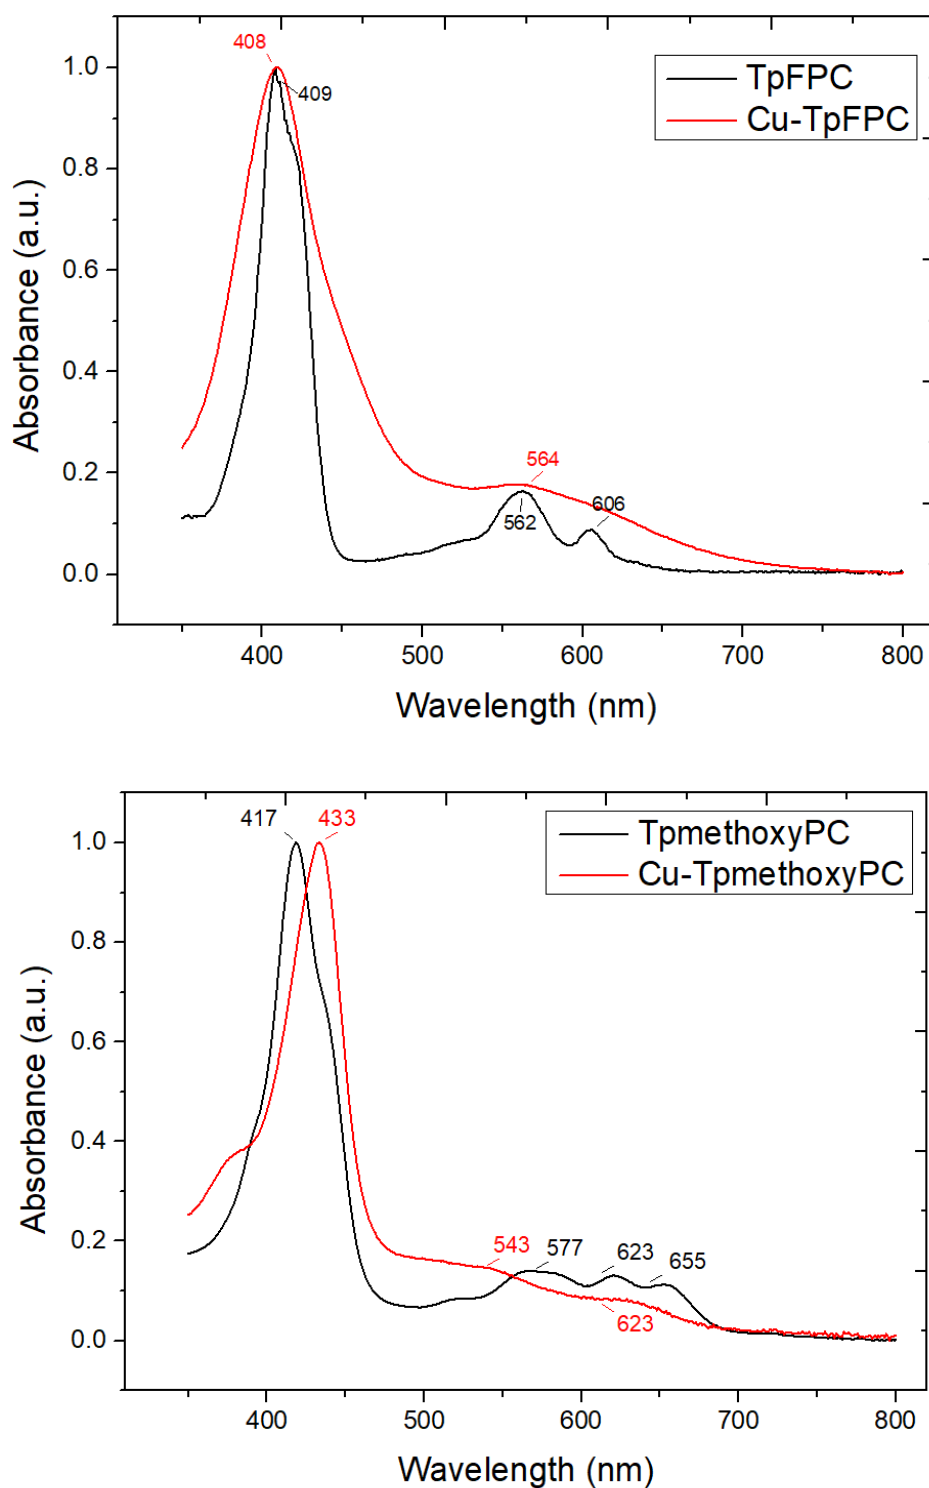 408
409
TpFPC
Cu-TpFPC
1.0
0.8
0.6
0.4
0.2
0.0
564
562
606
Absorbance (a.u.)
400 500 600 700 800
Wavelength (nm)
417 433
TpmethoxyPC
Cu-TpmethoxyPC
1.0
0.8
0.6
0.4
0.2
0.0
543 577 623 655
623
Absorbance (a.u.)
400 500 600 700 800
Wavelength (nm)